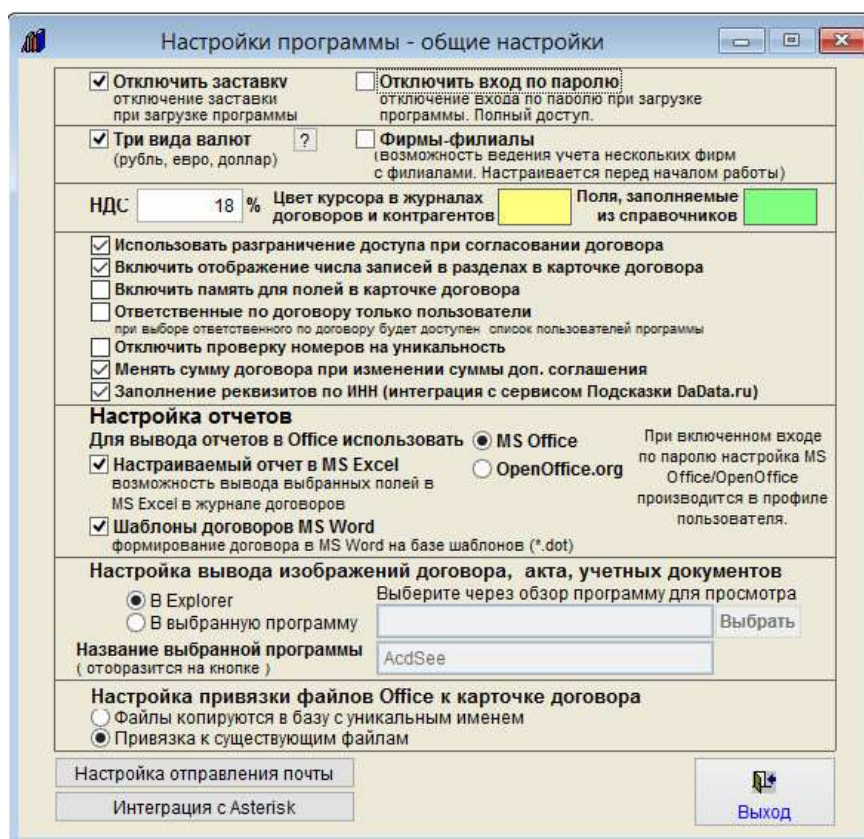 Настройки программы - общие настройки
Отключить заставку
отключение заставки
при загрузке программы
Отключить вход по паролю
отключение входа по паролю при загрузке
программы. Полный доступ.
Три вида валют ?
(рубль, евро, доллар)
Фирмы-филиалы
(возможность ведения учета нескольких фирм
с филиалами. Настраивается перед началом работы)
НДС 18 %
Цвет курсора в журналах
договоров и контрагентов
Поля, заполняемые
из справочников
Использовать разграничение доступа при согласовании договора
Включить отображение числа записей в разделах в карточке договора
Включить память для полей в карточке договора
Ответственные по договору только пользователи
при выборе ответственного по договору будет доступен список пользователей программы
Отключить проверку номеров на уникальность
Менять сумму договора при изменении суммы доп. соглашения
Заполнение реквизитов по ИНН (интеграция с сервисом Подсказки DaData.ru)
Настройка отчетов
Для вывода отчетов в Office использовать MS Office
OpenOffice.org
Настраиваемый отчет в MS Excel
возможность вывода выбранных полей в
MS Excel в журнале договоров
Шаблоны договоров MS Word
формирование договора в MS Word на базе шаблонов (*.dot)
При включенном входе
по паролю настройка MS
Office/OpenOffice
производится в профиле
пользователя.
Настройка вывода изображений договора, акта, учетных документов
В Explorer
В выбранную программу
Выберите через обзор программу для просмотра
Выбрать
Название выбранной программы
( отобразится на кнопке )
AcdSee
Настройка привязки файлов Office к карточке договора
Файлы копируются в базу с уникальным именем
Привязка к существующим файлам
Настройка отправления почты
Интеграция с Asterisk
Выход